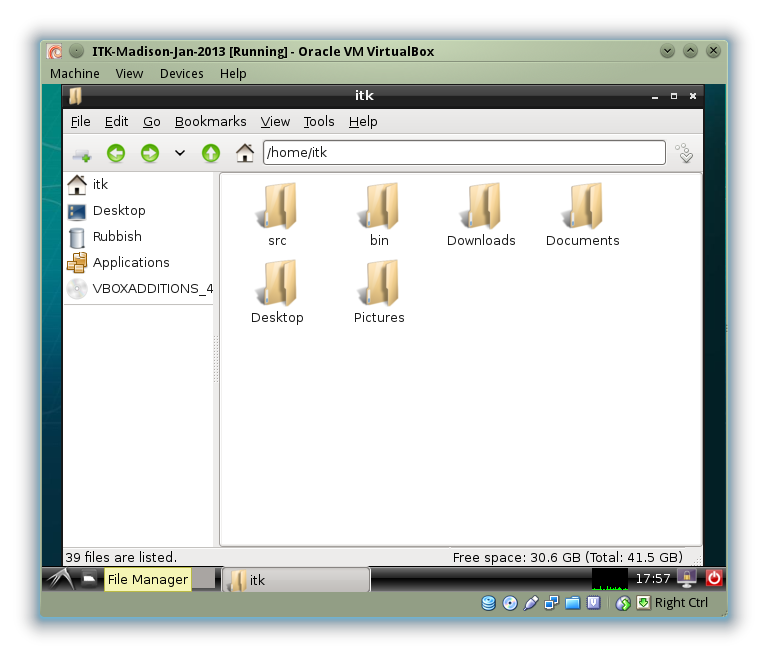 ITK-Madison-Jan-2013 [Running] - Oracle VM VirtualBox
Machine View Devices Help
itk
File Edit Go Bookmarks View Tools Help
/home/itk
itk
Desktop
Rubbish
Applications
VBOXADDITIONS_4
src bin Downloads Documents
Desktop Pictures
39 files are listed. Free space: 30.6 GB (Total: 41.5 GB)
File Manager itk 17:57
Right Ctrl